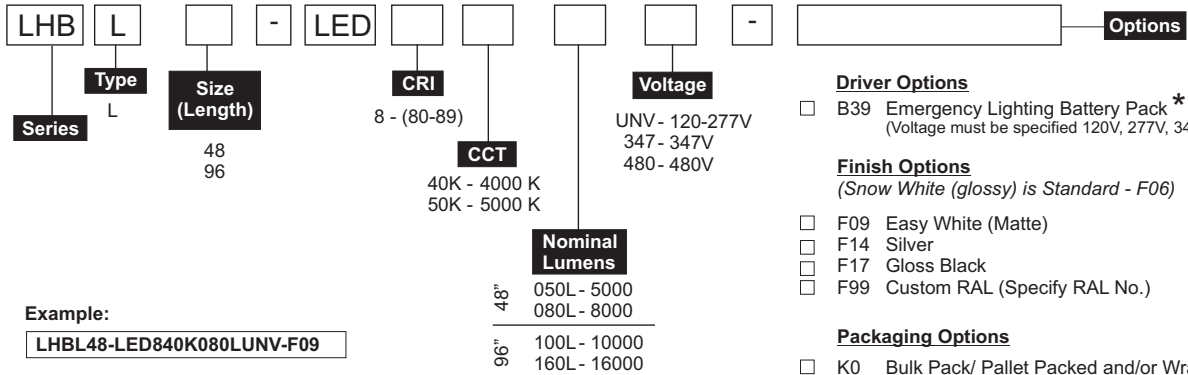 LHB L - LED - Options
Type
L
Series
Size
(Length)
48
96
CRI
8 - (80-89)
CCT
40K - 4000 K
50K - 5000 K
Nominal
Lumens
48"
050L - 5000
080L - 8000
96"
100L - 10000
160L - 16000
Voltage
UNV - 120-277V
347 - 347V
480 - 480V
Example:
LHBL48-LED840K080LUNV-F09
Driver Options
B39 Emergency Lighting Battery Pack *
(Voltage must be specified 120V, 277V,
Finish Options
(Snow White (glossy) is Standard - F06)
F09 Easy White (Matte)
F14 Silver
F17 Gloss Black
F99 Custom RAL (Specify RAL No.)
Packaging Options
K0 Bulk Pack/ Pallet Packed and/or